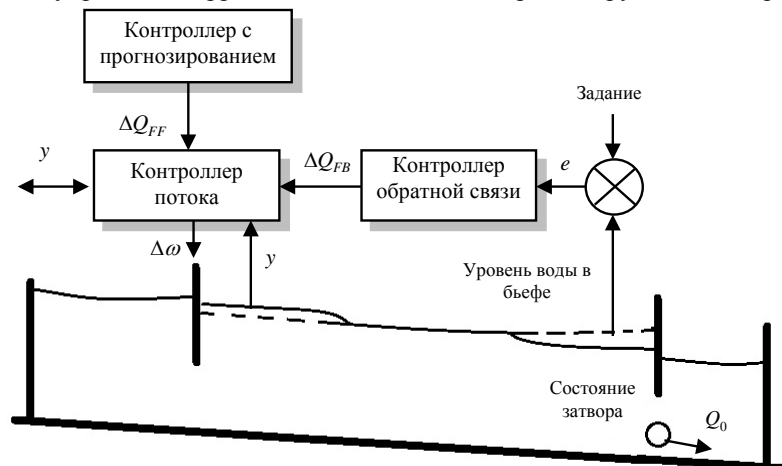 Контроллер с
прогнозированием
Задание
ΔQ_FF
y
Контроллер
потока
ΔQ_FB
Контроллер
обратной связи
e
Δω
y
Уровень воды в
бьефе
Состояние
затвора
Q_0